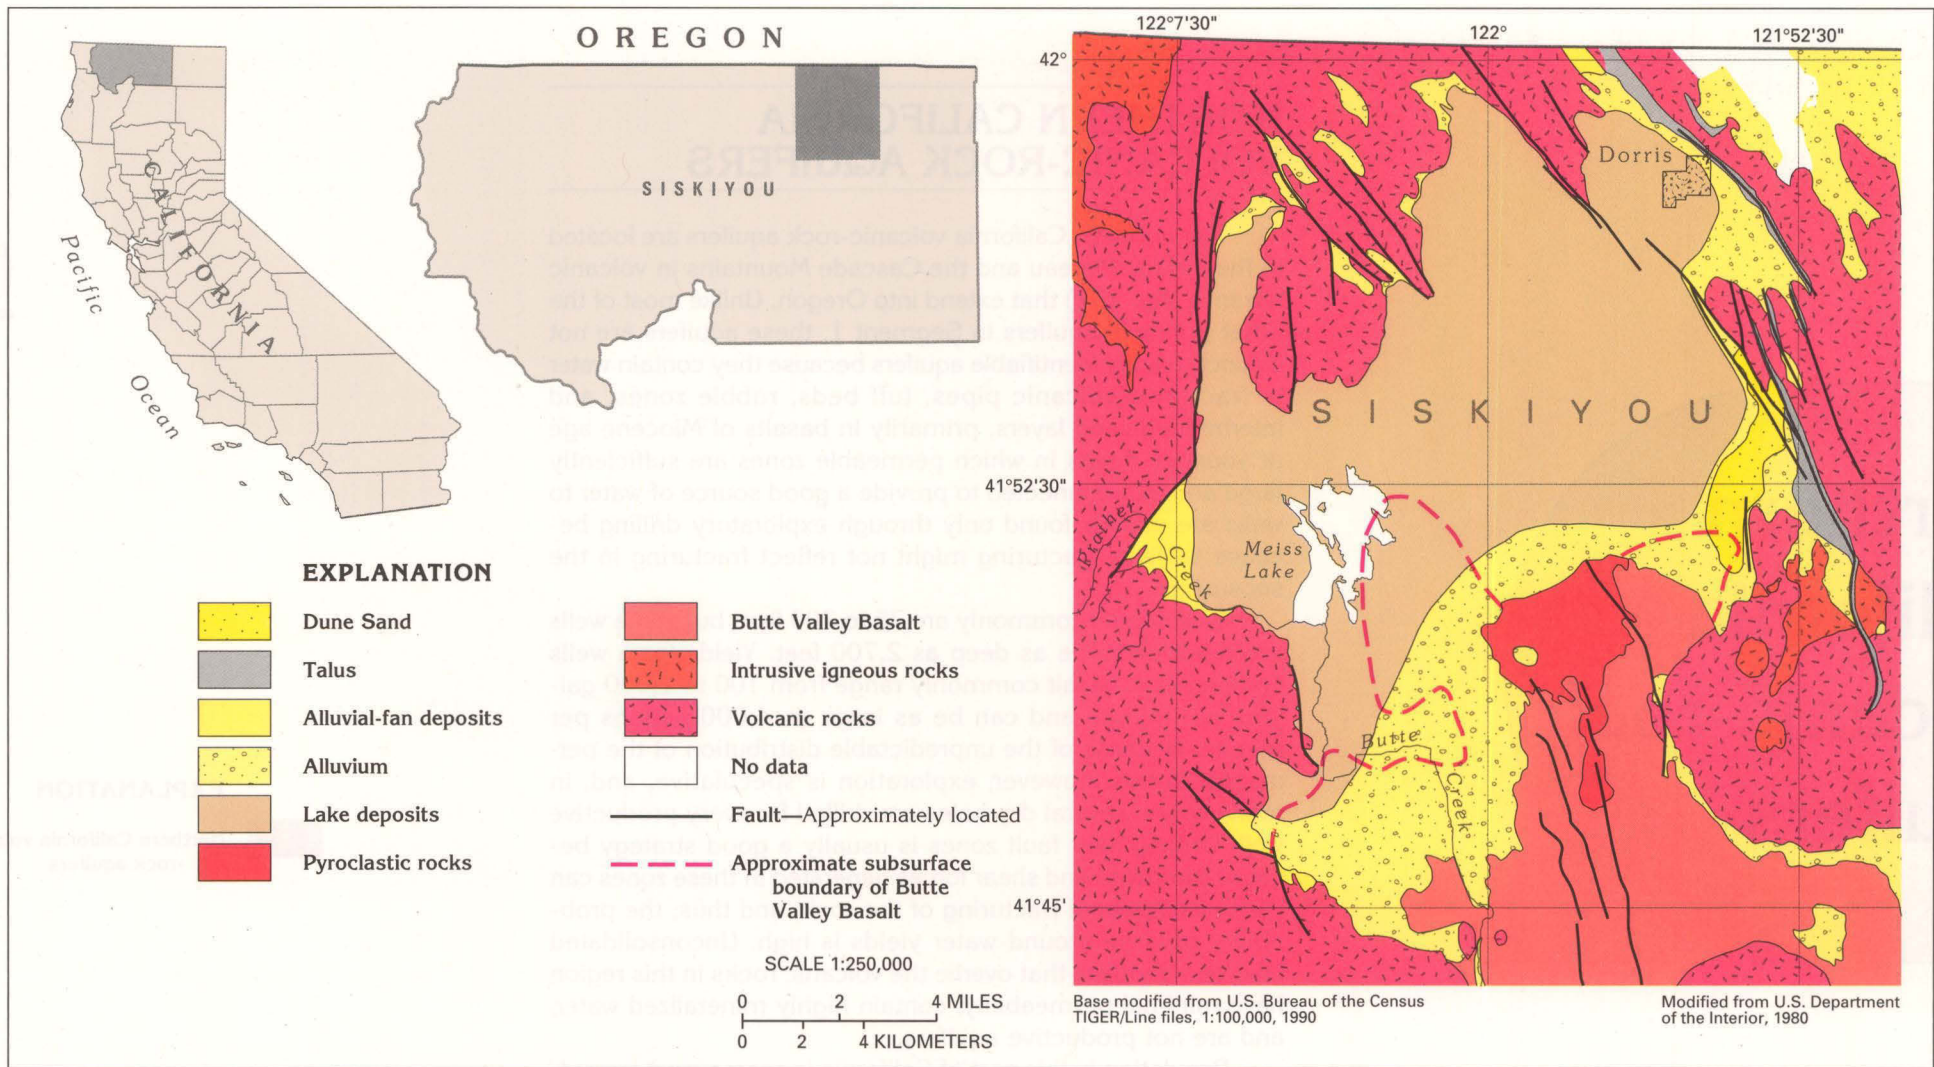 OREGON
SISKIYOU
CALIFORNIA
Pacific
Ocean
EXPLANATION
Dune Sand
Talus
Alluvial-fan deposits
Alluvium
Lake deposits
Pyroclastic rocks
Butte Valley Basalt
Intrusive igneous rocks
Volcanic rocks
No data
Fault—Approximately located
Approximate subsurface
boundary of Butte
Valley Basalt
SCALE 1:250,000
0 2 4 MILES
0 2 4 KILOMETERS
122°7'30"
122°
121°52'30"
42°
41°52'30"
41°45'
Dorris
SISKIYOU
Prather
Creek
Meiss
Lake
Butte
Creek
Base modified from U.S. Bureau of the Census
TIGER/Line files, 1:100,000, 1990
Modified from U.S. Department
of the Interior, 1980